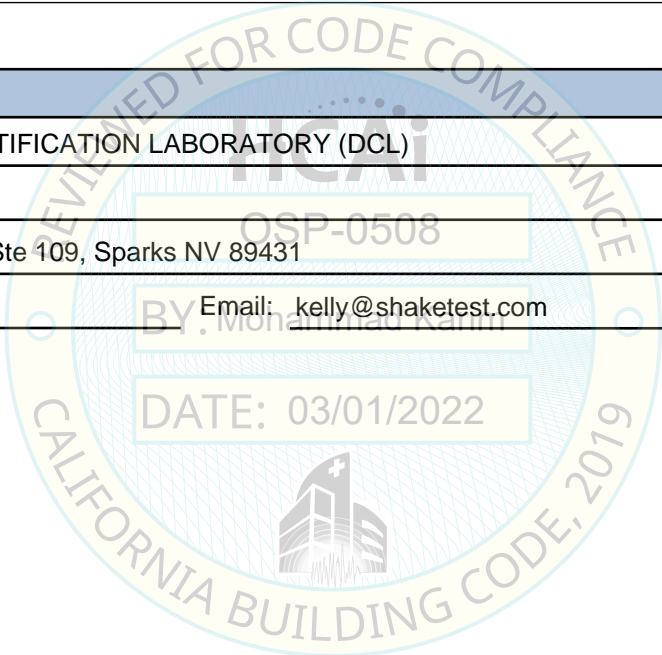 REVIEWED FOR CODE COMPLIANCE
TIFICATION LABORATORY (DCL)
HCAi
OSP-0508
Ste 109, Sparks NV 89431
Email: kelly@shaketest.com
BY: Mohammad Karim
DATE: 03/01/2022
CALIFORNIA BUILDING CODE, 2019